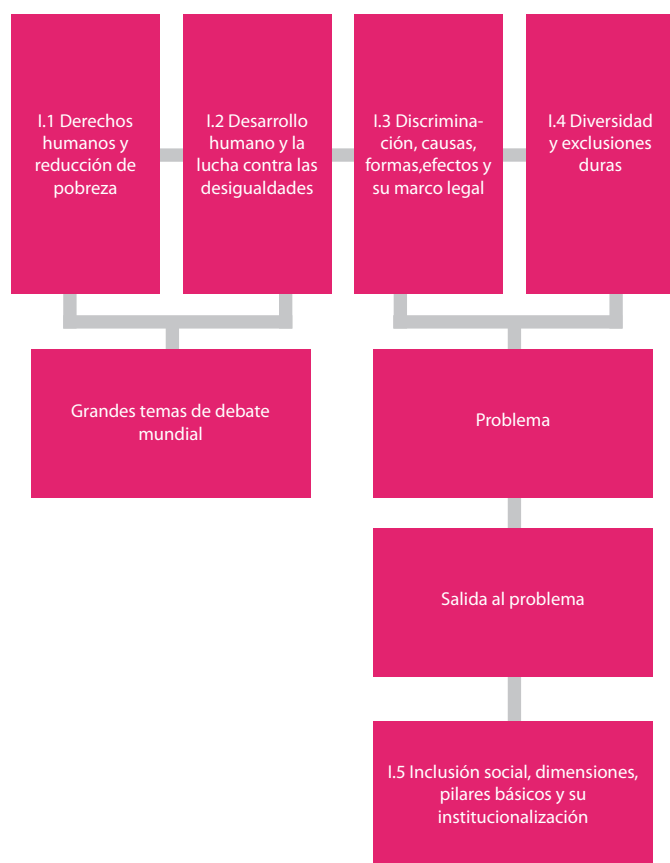 I.1 Derechos
humanos y
reducción de
pobreza
I.2 Desarrollo
humano y la
lucha contra las
desigualdades
I.3 Discrimina-
ción, causas,
formas,efectos y
su marco legal
I.4 Diversidad
y exclusiones
duras
Grandes temas de debate
mundial
Problema
Salida al problema
I.5 Inclusión social, dimensiones,
pilares básicos y su
institucionalización